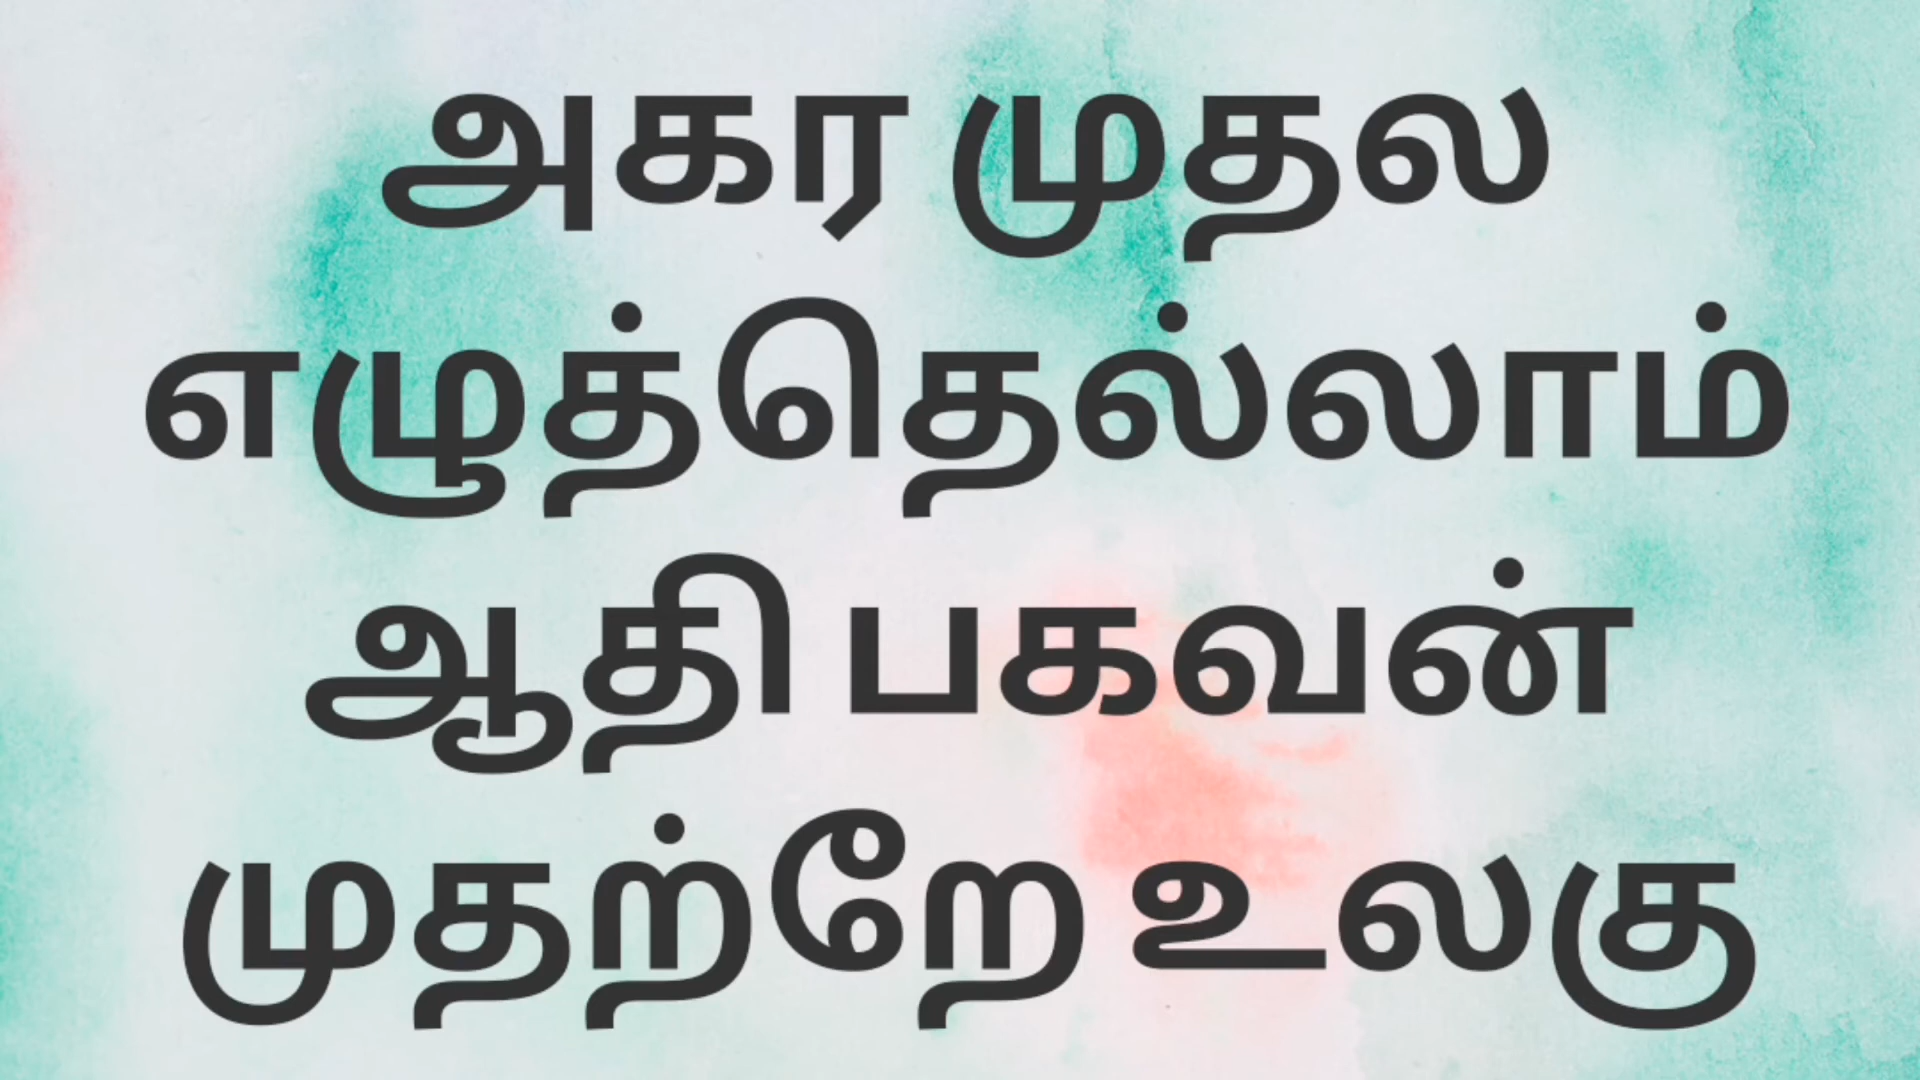 அகர முதல
எழுத்தெல்லாம்
ஆதி பகவன்
முதற்றே உலகு